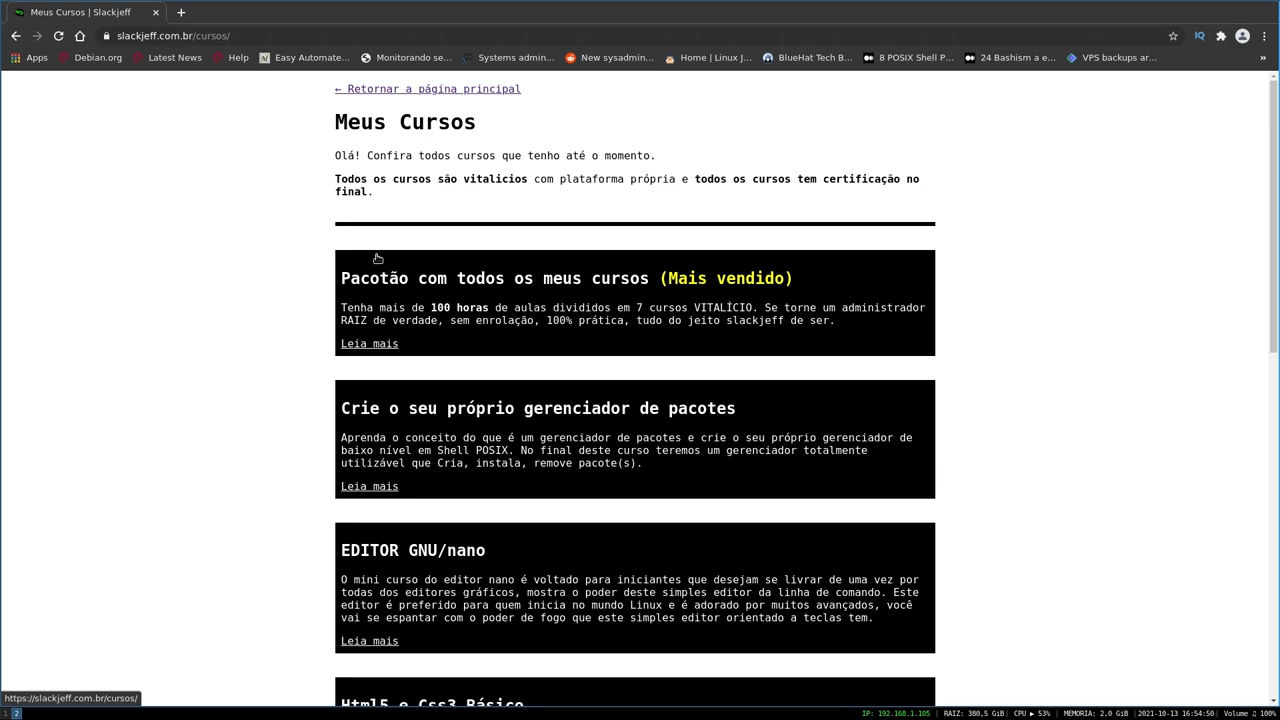 Meus Cursos | Slackjeff
slackjeff.com.br/cursos/
IQ
Apps Debian.org Latest News Help Easy Automate... Monitorando se... Systems admin... New sysadmin... Home | Linux J... BlueHat Tech B... 8 POSIX Shell P... 24 Bashism a e... VPS backups ar... »
← Retornar a página principal
Meus Cursos
Olá! Confira todos cursos que tenho até o momento.
Todos os cursos são vitalicios com plataforma própria e todos os cursos tem certificação no
final.
Pacotão com todos os meus cursos (Mais vendido)
Tenha mais de 100 horas de aulas divididos em 7 cursos VITALÍCIO. Se torne um administrador
RAIZ de verdade, sem enrolação, 100% prática, tudo do jeito slackjeff de ser.
Leia mais
Crie o seu próprio gerenciador de pacotes
Aprenda o conceito do que é um gerenciador de pacotes e crie o seu próprio gerenciador de
baixo nível em Shell POSIX. No final deste curso teremos um gerenciador totalmente
utilizável que Cria, instala, remove pacote(s).
Leia mais
EDITOR GNU/nano
O mini curso do editor nano é voltado para iniciantes que desejam se livrar de uma vez por
todas dos editores gráficos, mostra o poder deste simples editor da linha de comando. Este
editor é preferido para quem inicia no mundo Linux e é adorado por muitos avançados, você
vai se espantar com o poder de fogo que este simples editor orientado a teclas tem.
Leia mais
Html5 e Css3 Básico
https://slackjeff.com.br/cursos/
1 2 IP: 192.168.1.105 | RAIZ: 380,5 GiB| CPU ▶ 53% | MEMORIA: 2,0 GiB |2021-10-13 16:54:50| Volume ♫ 100%